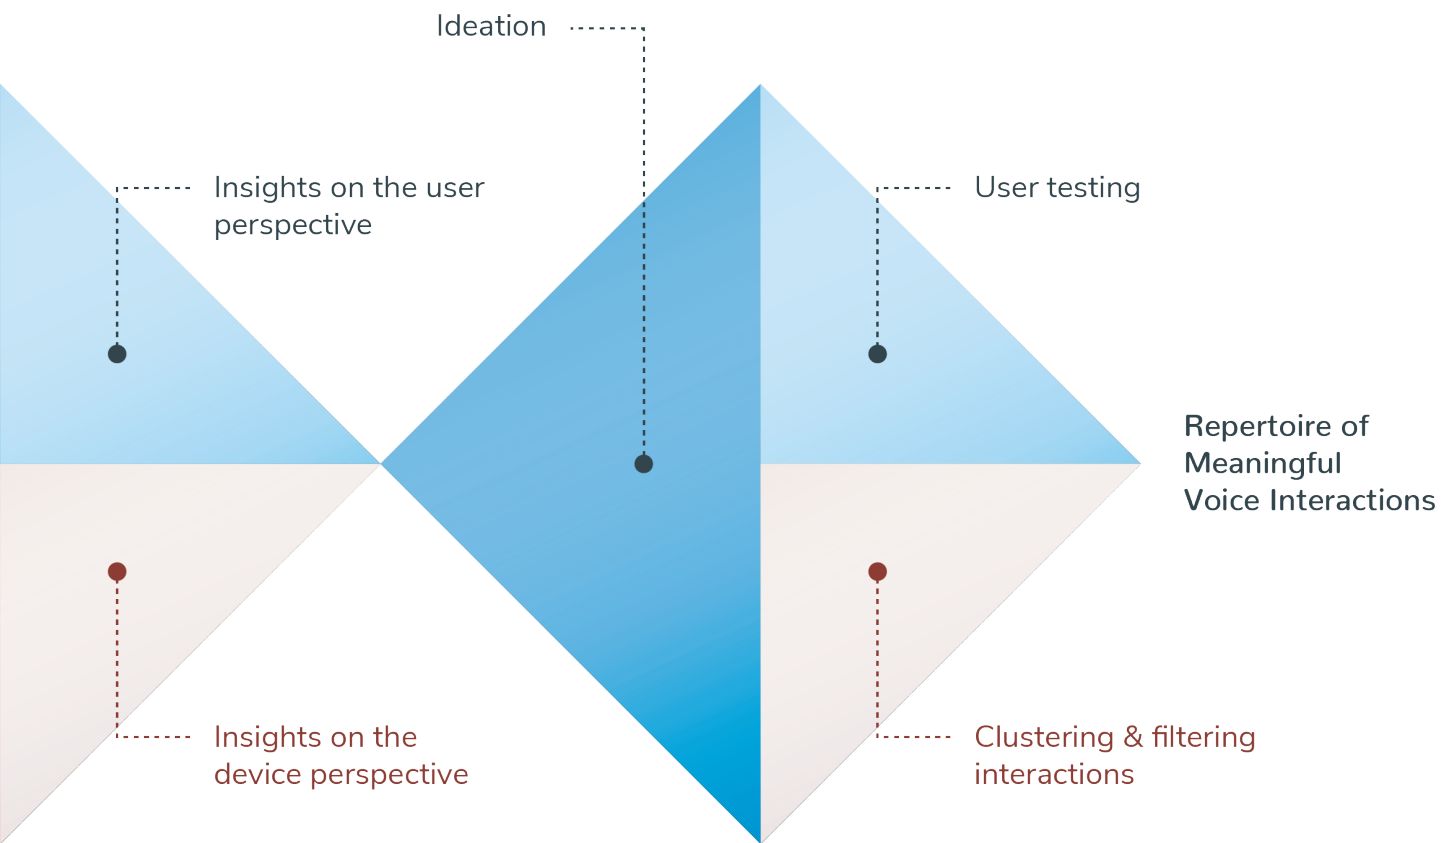 Ideation
Insights on the user
perspective
User testing
Repertoire of
Meaningful
Voice Interactions
Insights on the
device perspective
Clustering & filtering
interactions